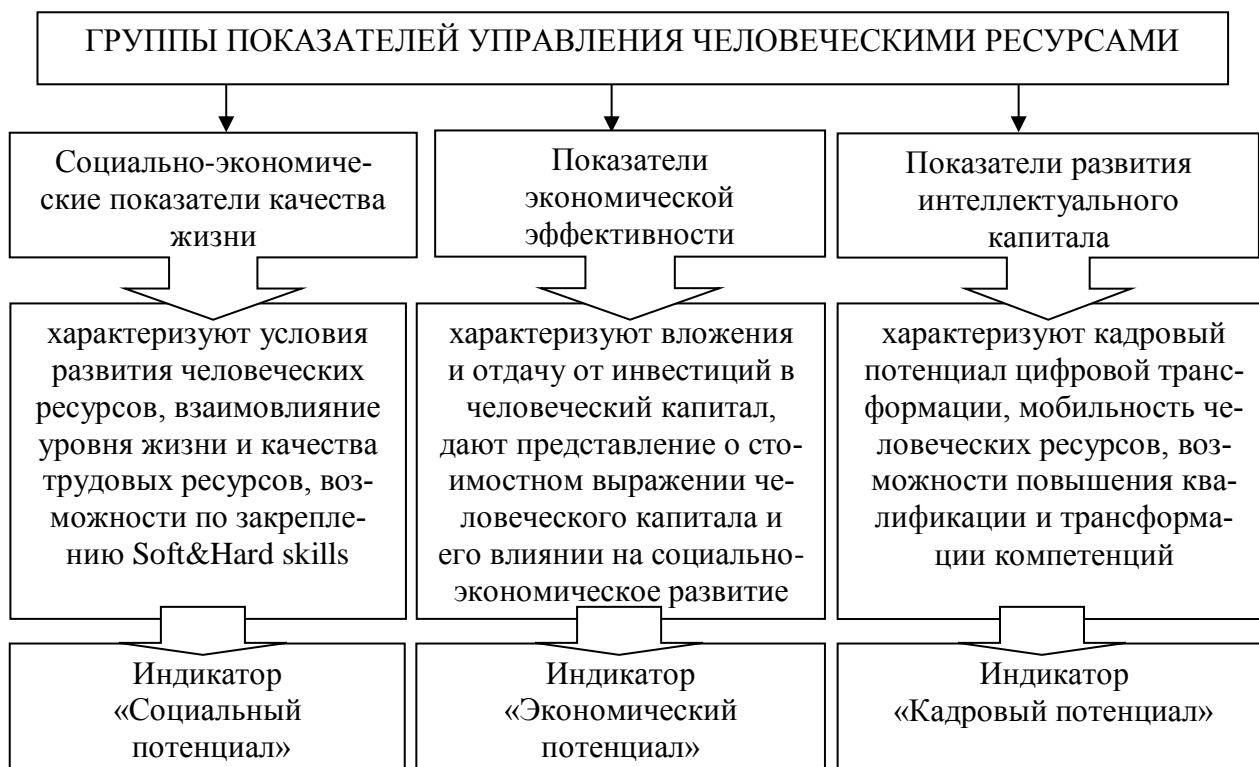 ГРУППЫ ПОКАЗАТЕЛЕЙ УПРАВЛЕНИЯ ЧЕЛОВЕЧЕСКИМИ РЕСУРСАМИ
Социально-экономиче-
ские показатели качества
жизни
Показатели
экономической
эффективности
Показатели развития
интеллектуального
капитала
характеризуют условия
развития человеческих
ресурсов, взаимовлияние
уровня жизни и качества
трудовых ресурсов, воз-
можности по закрепле-
нию Soft&Hard skills
характеризуют вложения
и отдачу от инвестиций в
человеческий капитал,
дают представление о сто-
имостном выражении че-
ловеческого капитала и
его влиянии на социально-
экономическое развитие
характеризуют кадровый
потенциал цифровой транс-
формации, мобильность че-
ловеческих ресурсов, воз-
можности повышения ква-
лификации и трансформа-
ции компетенций
Индикатор
«Социальный
потенциал»
Индикатор
«Экономический
потенциал»
Индикатор
«Кадровый потенциал»